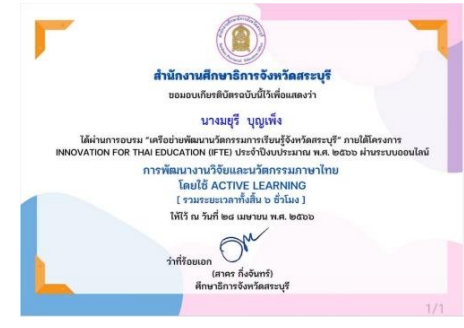 สำนักงานศึกษาธิการจังหวัดสระบุรี
ขอมอบเกียรติบัตรฉบับนี้ไว้เพื่อแสดงว่า
นางมยุรี บุญเพ็ง
ได้ผ่านการอบรม "เครือข่ายพัฒนานวัตกรรมการเรียนรู้จังหวัดสระบุรี" ภายใต้โครงการ
INNOVATION FOR THAI EDUCATION (IFTE) ประจำปีงบประมาณ พ.ศ. ๒๕๖๖ ผ่านระบบออนไลน์
การพัฒนางานวิจัยและนวัตกรรมภาษาไทย
โดยใช้ ACTIVE LEARNING
[ รวมระยะเวลาทั้งสิ้น ๖ ชั่วโมง ]
ให้ไว้ ณ วันที่ ๒๘ เมษายน พ.ศ. ๒๕๖๖
ว่าที่ร้อยเอก
(สาคร กิ่งจันทร์)
ศึกษาธิการจังหวัดสระบุรี
1/1